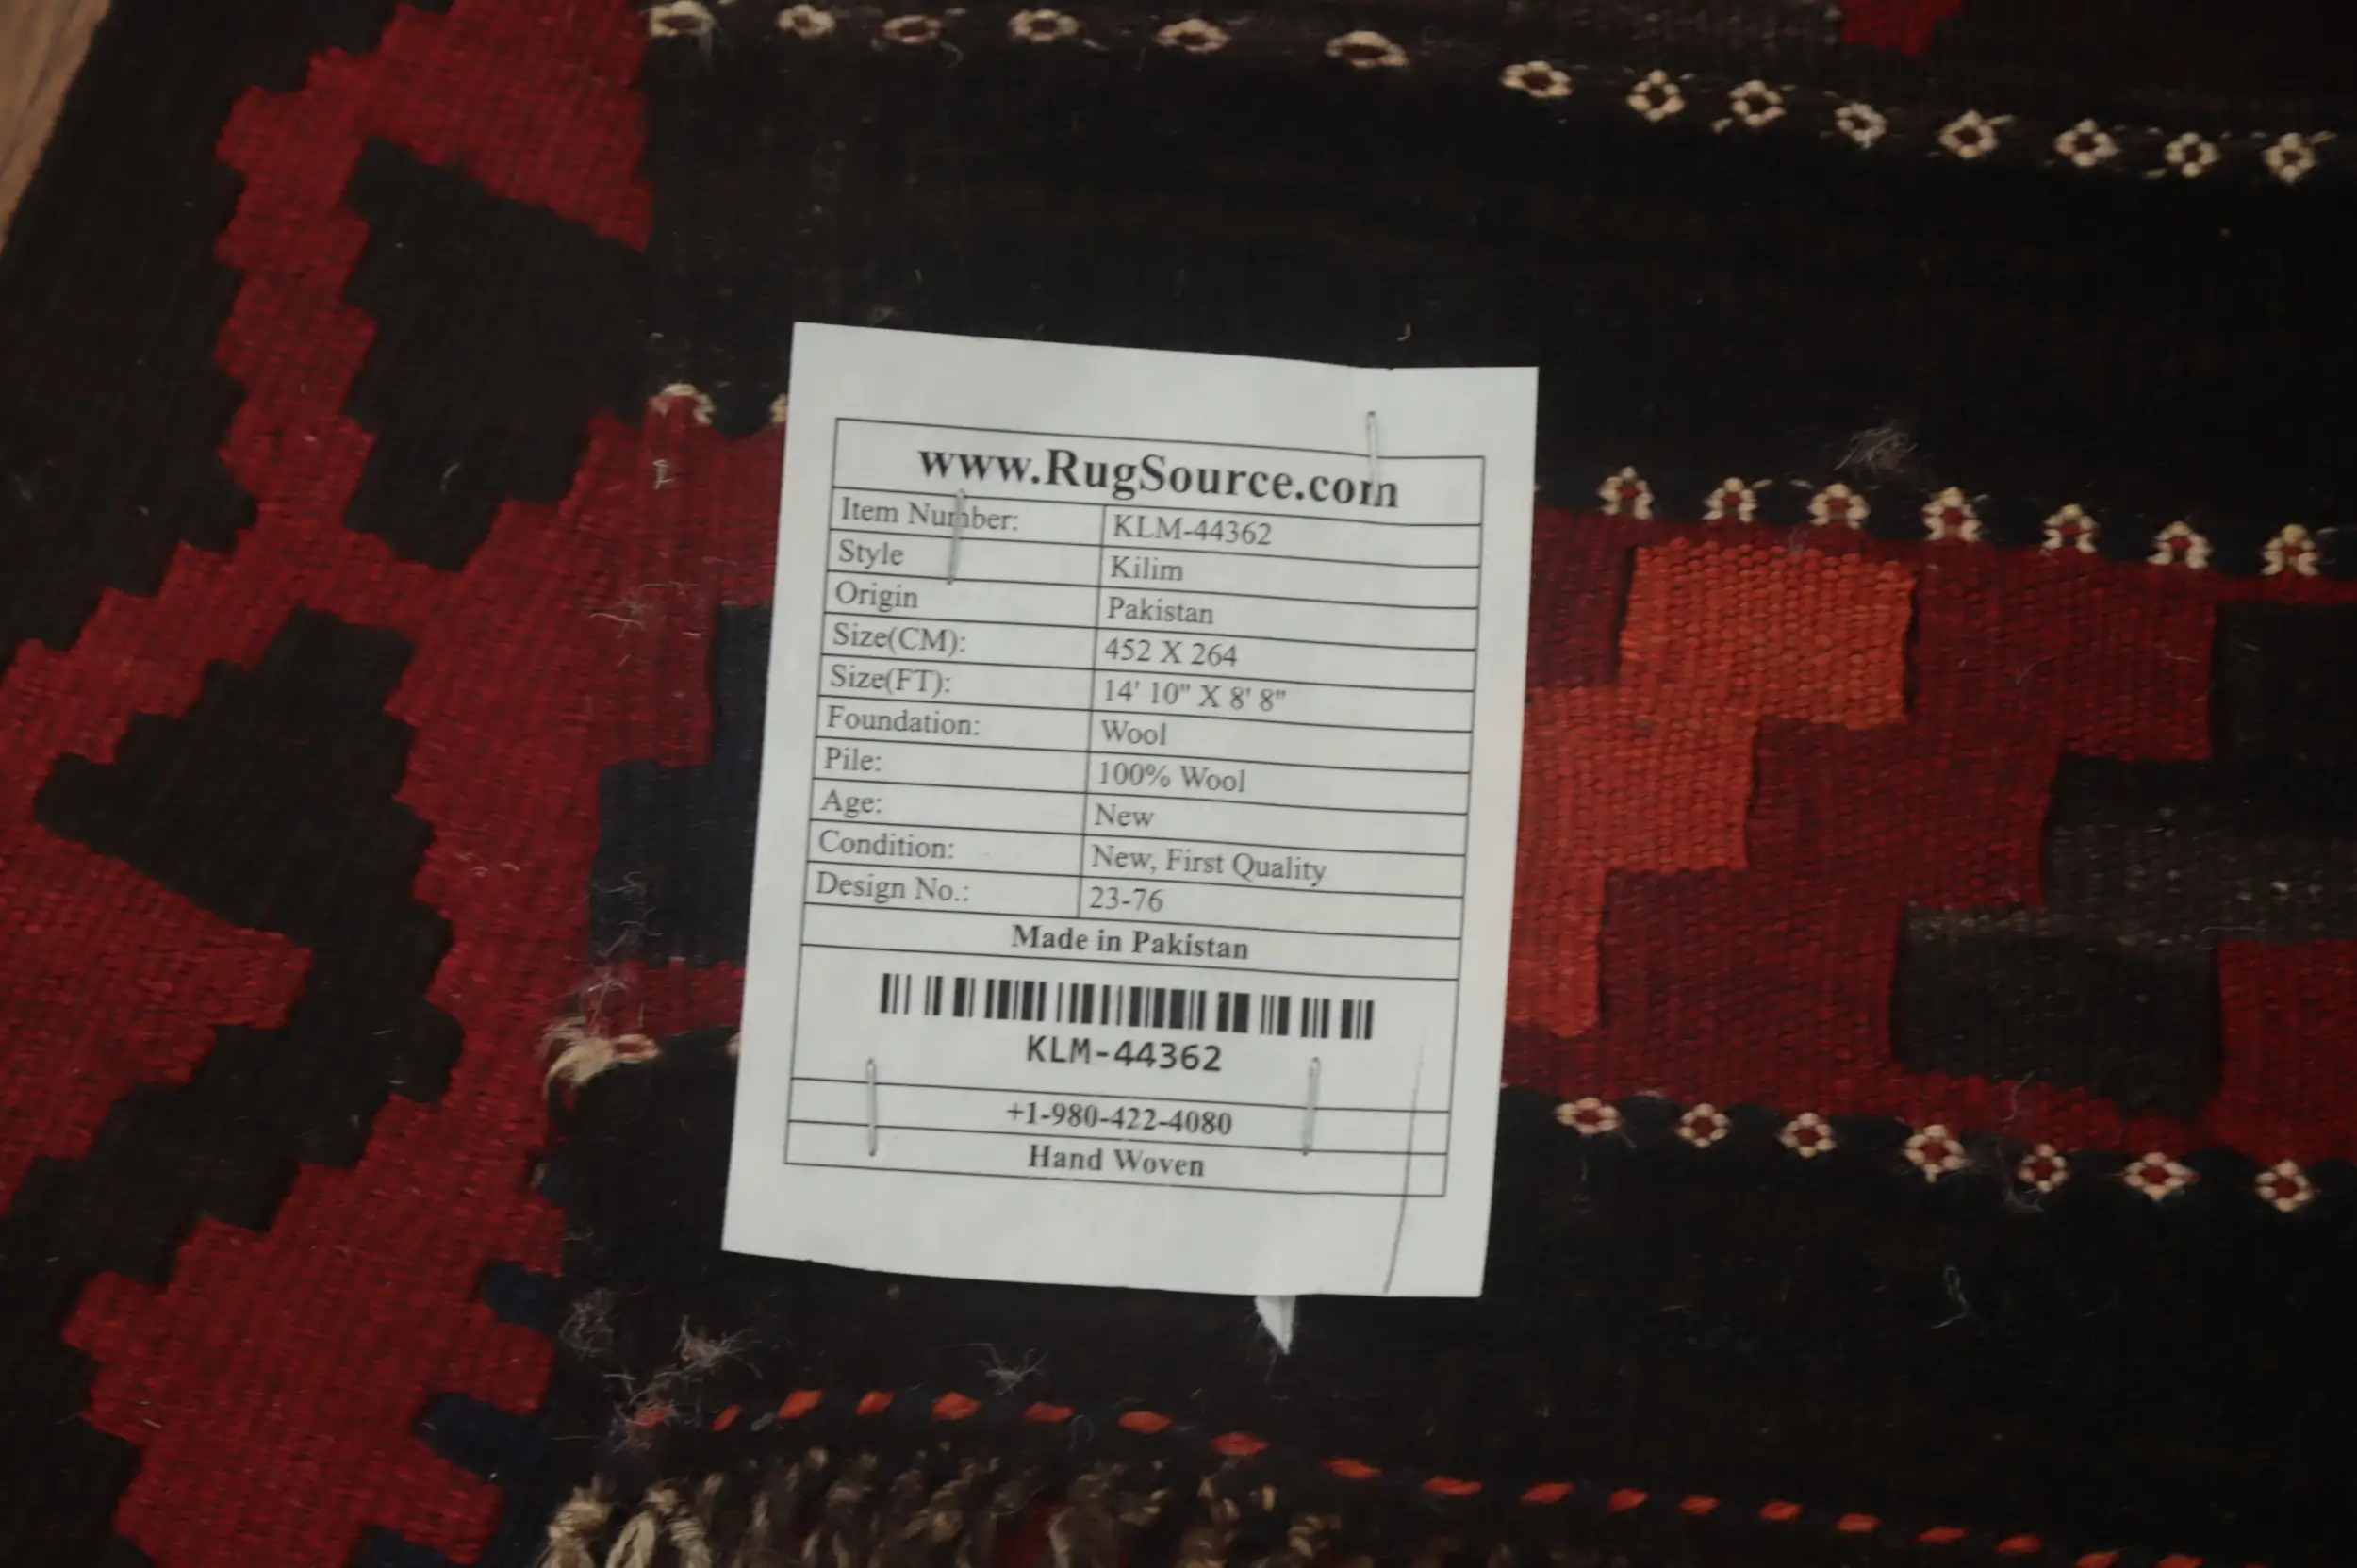 www.RugSource.com
Item Number: KLM-44362
Style Kilim
Origin Pakistan
Size(CM): 452 X 264
Size(FT): 14' 10" X 8' 8"
Foundation: Wool
Pile: 100% Wool
Age: New
Condition: New, First Quality
Design No.: 23-76
Made in Pakistan
KLM-44362
+1-980-422-4080
Hand Woven